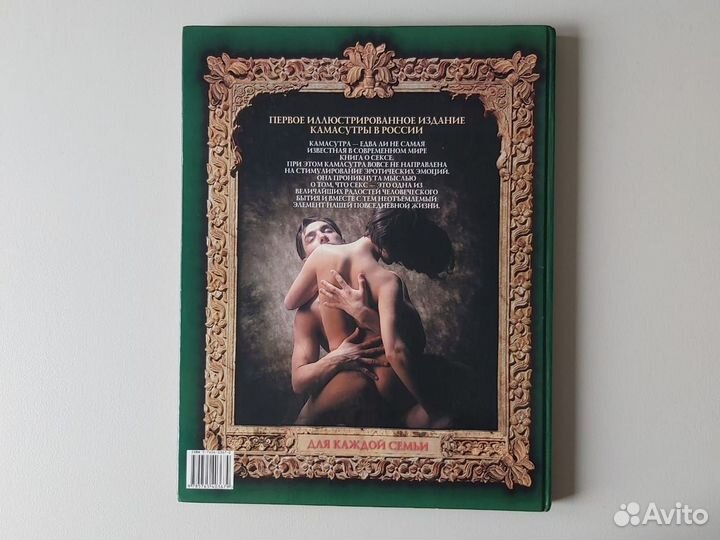 ПЕРВОЕ ИЛЛЮСТРИРОВАННОЕ ИЗДАНИЕ
КАМАСУТРЫ В РОССИИ
КАМАСУТРА — ЕДВА ЛИ НЕ САМАЯ
ИЗВЕСТНАЯ В СОВРЕМЕННОМ МИРЕ
КНИГА О СЕКСЕ.
ПРИ ЭТОМ КАМАСУТРА ВОВСЕ НЕ НАПРАВЛЕНА
НА СТИМУЛИРОВАНИЕ ЭРОТИЧЕСКИХ ЭМОЦИЙ.
ОНА ПРОНИКНУТА МЫСЛЬЮ
О ТОМ, ЧТО СЕКС — ЭТО ОДНА ИЗ
ВЕЛИЧАЙШИХ РАДОСТЕЙ ЧЕЛОВЕЧЕСКОГО
БЫТИЯ И ВМЕСТЕ С ТЕМ НЕОТЪЕМЛЕМЫЙ
ЭЛЕМЕНТ НАШЕЙ ПОВСЕДНЕВНОЙ ЖИЗНИ.
ДЛЯ КАЖДОЙ СЕМЬИ
ISBN
Avito